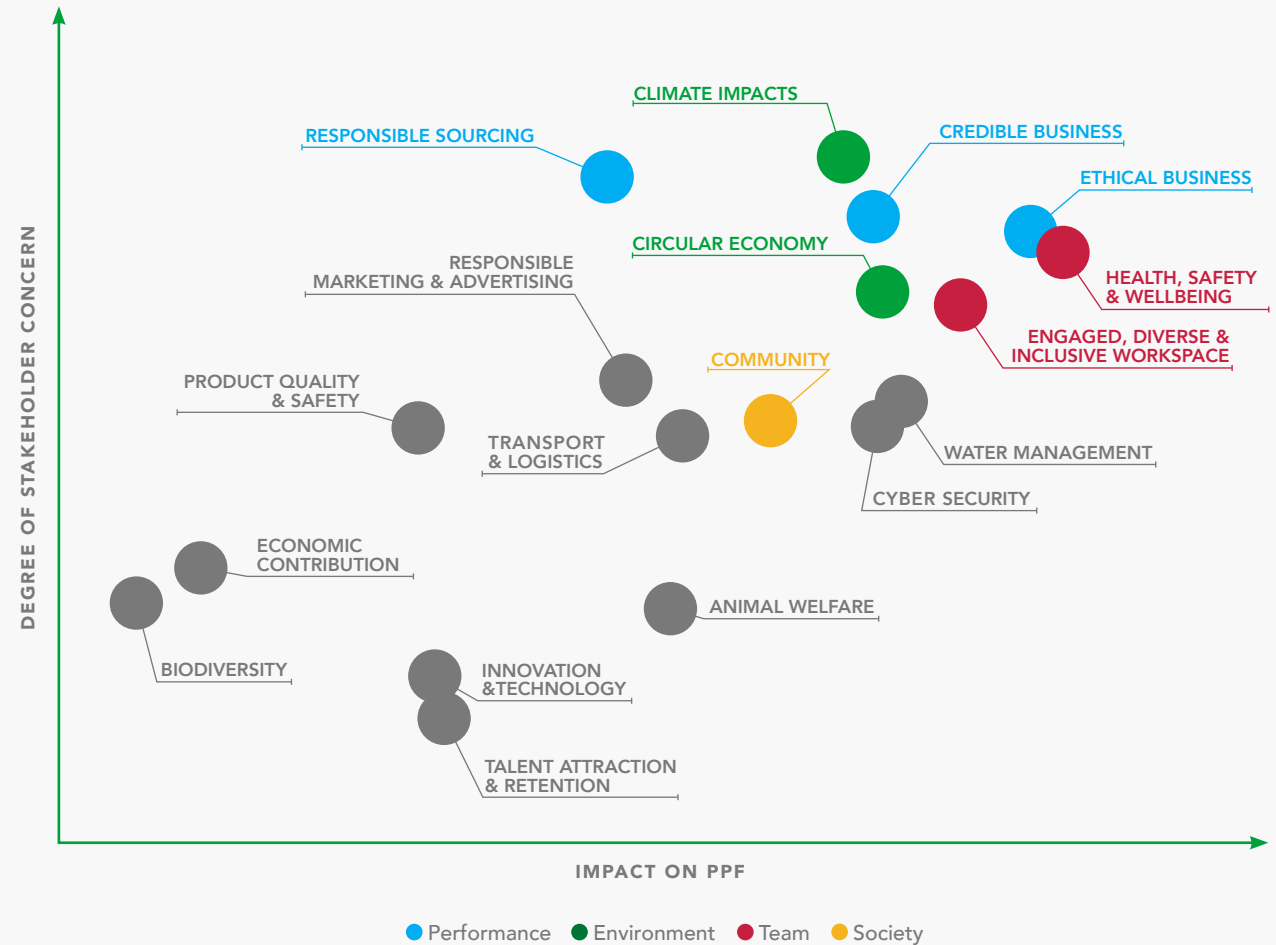 CLIMATE IMPACTS
RESPONSIBLE SOURCING
CREDIBLE BUSINESS
ETHICAL BUSINESS
CIRCULAR ECONOMY
RESPONSIBLE
MARKETING & ADVERTISING
HEALTH, SAFETY
& WELLBEING
ENGAGED, DIVERSE &
INCLUSIVE WORKSPACE
COMMUNITY
PRODUCT QUALITY
& SAFETY
TRANSPORT
& LOGISTICS
WATER MANAGEMENT
CYBER SECURITY
ECONOMIC
CONTRIBUTION
ANIMAL WELFARE
BIODIVERSITY
INNOVATION
&TECHNOLOGY
TALENT ATTRACTION
& RETENTION
DEGREE OF STAKEHOLDER CONCERN
IMPACT ON PPF
Performance Environment Team Society